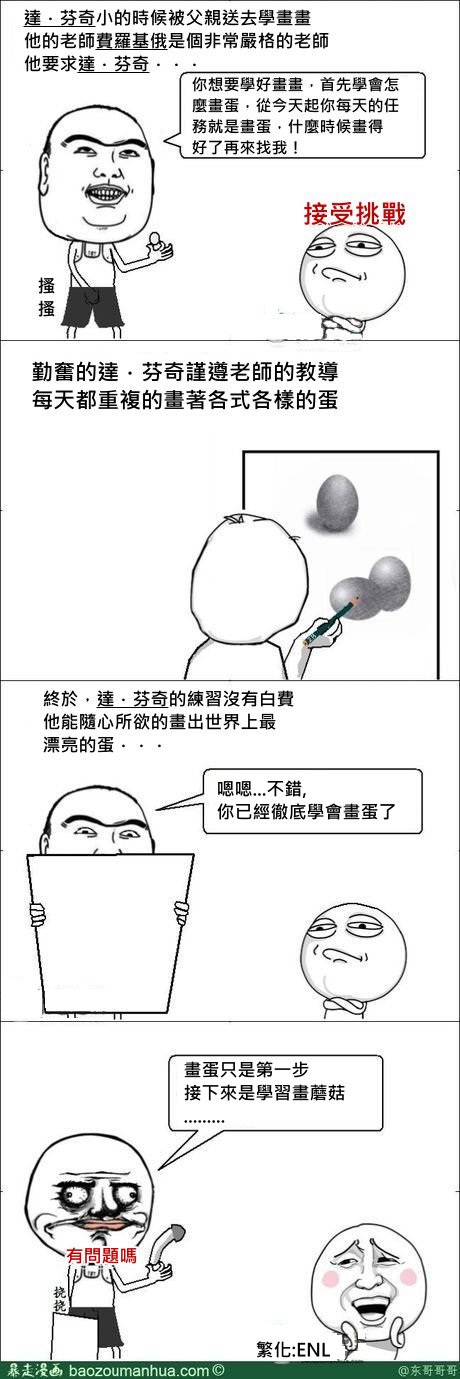 達．芬奇小的時候被父親送去學畫畫
他的老師費羅基俄是個非常嚴格的老師
他要求達．芬奇．．．
你想要學好畫畫，首先學會怎
麼畫蛋，從今天起你每天的任
務就是畫蛋，什麼時候畫得
好了再來找我！
接受挑戰
搔
搔
勤奮的達．芬奇謹遵老師的教導
每天都重複的畫著各式各樣的蛋
終於，達．芬奇的練習沒有白費
他能隨心所欲的畫出世界上最
漂亮的蛋．．．
嗯嗯...不錯,
你已經徹底學會畫蛋了
畫蛋只是第一步
接下來是學習畫蘑菇
.........
有問題嗎
挠
挠
繁化:ENL
暴走漫画 baozoumanhua.com ©
@东哥哥哥